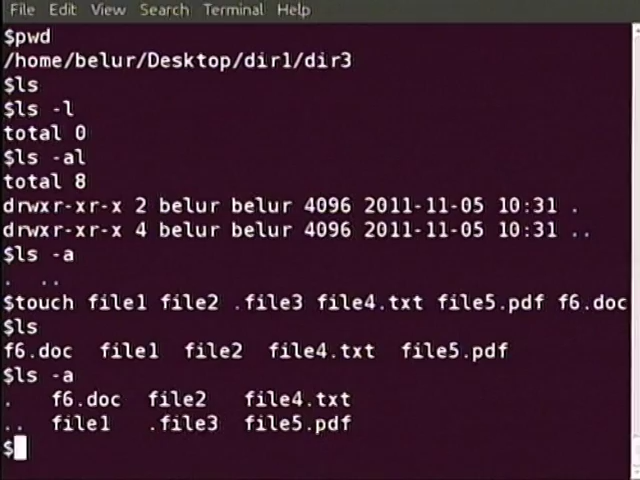 File Edit View Search Terminal Help
$pwd
/home/belur/Desktop/dir1/dir3
$ls
$ls -l
total 0
$ls -al
total 8
drwxr-xr-x 2 belur belur 4096 2011-11-05 10:31 .
drwxr-xr-x 4 belur belur 4096 2011-11-05 10:31 ..
$ls -a
. ..
$touch file1 file2 .file3 file4.txt file5.pdf f6.doc
$ls
f6.doc file1 file2 file4.txt file5.pdf
$ls -a
. f6.doc file2 file4.txt
.. file1 .file3 file5.pdf
$